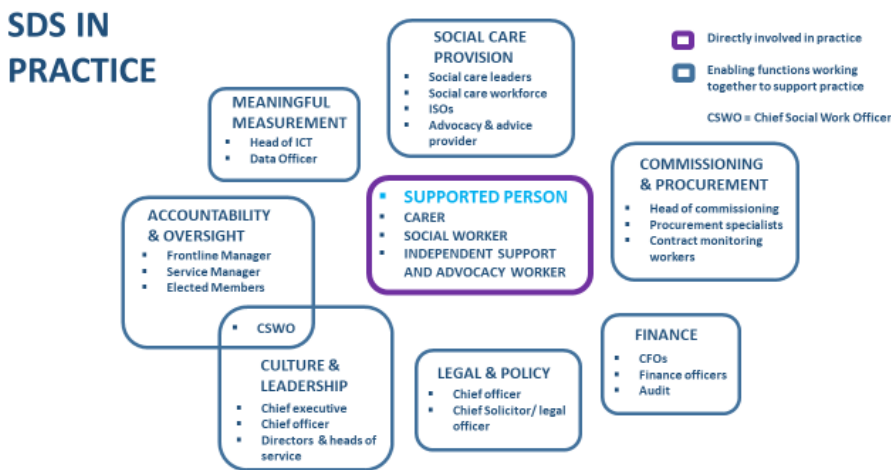 SDS IN
PRACTICE
SOCIAL CARE
PROVISION
▪ Social care leaders
▪ Social care workforce
▪ ISOs
▪ Advocacy & advice
provider
Directly involved in practice
Enabling functions working
together to support practice
CSWO = Chief Social Work Officer
MEANINGFUL
MEASUREMENT
▪ Head of ICT
▪ Data Officer
COMMISSIONING
& PROCUREMENT
▪ Head of commissioning
▪ Procurement specialists
▪ Contract monitoring
workers
▪ SUPPORTED PERSON
▪ CARER
▪ SOCIAL WORKER
▪ INDEPENDENT SUPPORT
AND ADVOCACY WORKER
ACCOUNTABILITY
& OVERSIGHT
▪ Frontline Manager
▪ Service Manager
▪ Elected Members
▪ CSWO
CULTURE &
LEADERSHIP
▪ Chief executive
▪ Chief officer
▪ Directors & heads of
service
LEGAL & POLICY
▪ Chief officer
▪ Chief Solicitor/ legal
officer
FINANCE
▪ CFOs
▪ Finance officers
▪ Audit